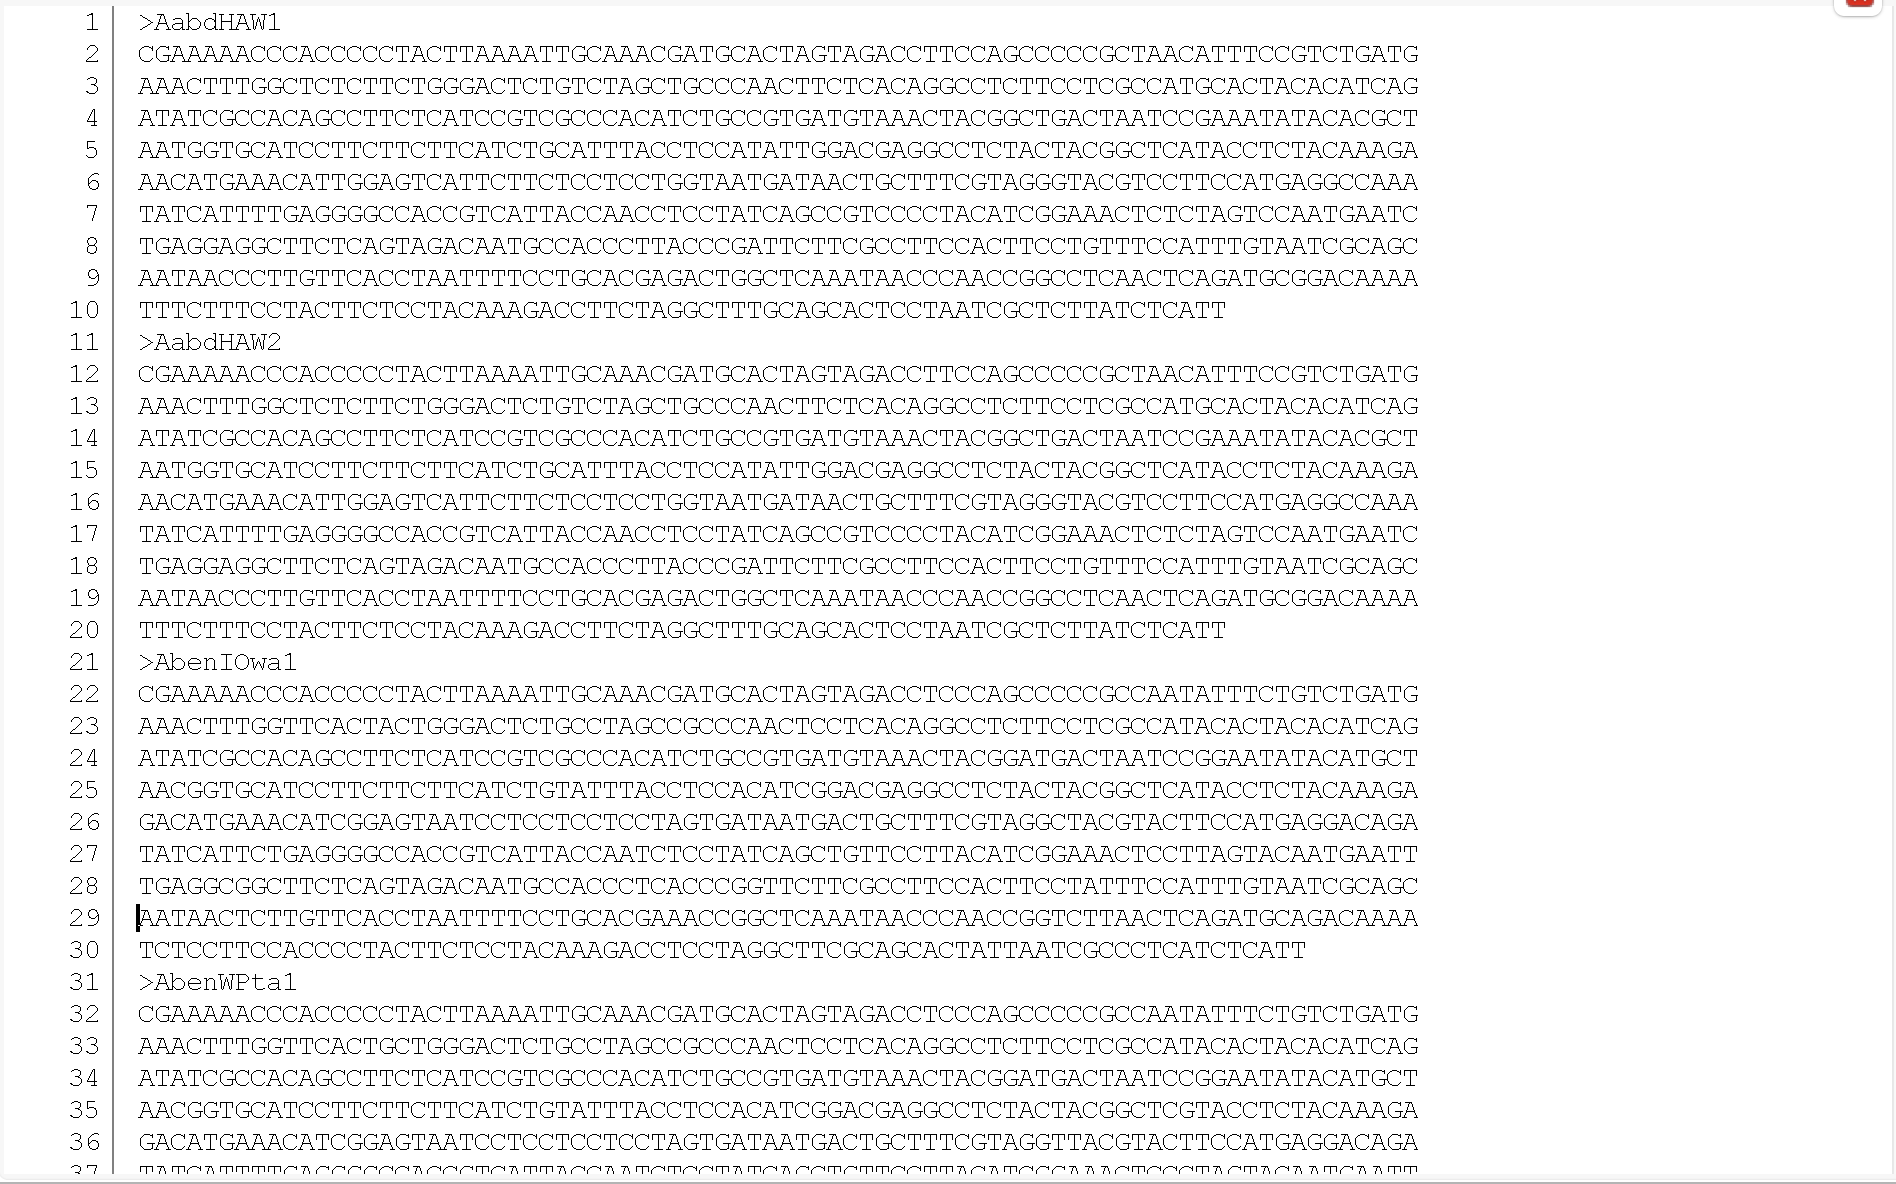 1 >AabdHAW1
2 CGAAAAACCCACCCCCTACTTAAAATTGCAAACGATGCACTAGTAGACCTTCCAGCCCCCGCTAACATTTCCGTCTGATG
3 AAACTTTGGCTCTCTTCTGGGACTCTGTCTAGCTGCCCAACTTCTCACAGGCCTCTTCCTCGCCATGCACTACACATCAG
4 ATATCGCCACAGCCTTCTCATCCGTCGCCCACATCTGCCGTGATGTAAACTACGGCTGACTAATCCGAAATATACACGCT
5 AATGGTGCATCCTTCTTCTTCATCTGCATTTACCTCCATATTGGACGAGGCCTCTACTACGGCTCATACCTCTACAAAGA
6 AACATGAAACATTGGAGTCATTCTTCTCCTCCTGGTAATGATAACTGCTTTCGTAGGGTACGTCCTTCCATGAGGCCAAA
7 TATCATTTTGAGGGGCCACCGTCATTACCAACCTCCTATCAGCCGTCCCCTACATCGGAAACTCTCTAGTCCAATGAATC
8 TGAGGAGGCTTCTCAGTAGACAATGCCACCCTTACCCGATTCTTCGCCTTCCACTTCCTGTTTCCATTTGTAATCGCAGC
9 AATAACCCTTGTTCACCTAATTTTCCTGCACGAGACTGGCTCAAATAACCCAACCGGCCTCAACTCAGATGCGGACAAAA
10 TTTCTTTCCTACTTCTCCTACAAAGACCTTCTAGGCTTTGCAGCACTCCTAATCGCTCTTATCTCATT
11 >AabdHAW2
12 CGAAAAACCCACCCCCTACTTAAAATTGCAAACGATGCACTAGTAGACCTTCCAGCCCCCGCTAACATTTCCGTCTGATG
13 AAACTTTGGCTCTCTTCTGGGACTCTGTCTAGCTGCCCAACTTCTCACAGGCCTCTTCCTCGCCATGCACTACACATCAG
14 ATATCGCCACAGCCTTCTCATCCGTCGCCCACATCTGCCGTGATGTAAACTACGGCTGACTAATCCGAAATATACACGCT
15 AATGGTGCATCCTTCTTCTTCATCTGCATTTACCTCCATATTGGACGAGGCCTCTACTACGGCTCATACCTCTACAAAGA
16 AACATGAAACATTGGAGTCATTCTTCTCCTCCTGGTAATGATAACTGCTTTCGTAGGGTACGTCCTTCCATGAGGCCAAA
17 TATCATTTTGAGGGGCCACCGTCATTACCAACCTCCTATCAGCCGTCCCCTACATCGGAAACTCTCTAGTCCAATGAATC
18 TGAGGAGGCTTCTCAGTAGACAATGCCACCCTTACCCGATTCTTCGCCTTCCACTTCCTGTTTCCATTTGTAATCGCAGC
19 AATAACCCTTGTTCACCTAATTTTCCTGCACGAGACTGGCTCAAATAACCCAACCGGCCTCAACTCAGATGCGGACAAAA
20 TTTCTTTCCTACTTCTCCTACAAAGACCTTCTAGGCTTTGCAGCACTCCTAATCGCTCTTATCTCATT
21 >AbenIOwa1
22 CGAAAAACCCACCCCCTACTTAAAATTGCAAACGATGCACTAGTAGACCTCCCAGCCCCCGCCAATATTTCTGTCTGATG
23 AAACTTTGGTTCACTACTGGGACTCTGCCTAGCCGCCCAACTCCTCACAGGCCTCTTCCTCGCCATACACTACACATCAG
24 ATATCGCCACAGCCTTCTCATCCGTCGCCCACATCTGCCGTGATGTAAACTACGGATGACTAATCCGGAATATACATGCT
25 AACGGTGCATCCTTCTTCTTCATCTGTATTTACCTCCACATCGGACGAGGCCTCTACTACGGCTCATACCTCTACAAAGA
26 GACATGAAACATCGGAGTAATCCTCCTCCTCCTAGTGATAATGACTGCTTTCGTAGGCTACGTACTTCCATGAGGACAGA
27 TATCATTCTGAGGGGCCACCGTCATTACCAATCTCCTATCAGCTGTTCCTTACATCGGAAACTCCTTAGTACAATGAATT
28 TGAGGCGGCTTCTCAGTAGACAATGCCACCCTCACCCGGTTCTTCGCCTTCCACTTCCTATTTCCATTTGTAATCGCAGC
29 AATAACTCTTGTTCACCTAATTTTCCTGCACGAAACCGGCTCAAATAACCCAACCGGTCTTAACTCAGATGCAGACAAAA
30 TCTCCTTCCACCCCTACTTCTCCTACAAAGACCTCCTAGGCTTCGCAGCACTATTAATCGCCCTCATCTCATT
31 >AbenWPta1
32 CGAAAAACCCACCCCCTACTTAAAATTGCAAACGATGCACTAGTAGACCTCCCAGCCCCCGCCAATATTTCTGTCTGATG
33 AAACTTTGGTTCACTGCTGGGACTCTGCCTAGCCGCCCAACTCCTCACAGGCCTCTTCCTCGCCATACACTACACATCAG
34 ATATCGCCACAGCCTTCTCATCCGTCGCCCACATCTGCCGTGATGTAAACTACGGATGACTAATCCGGAATATACATGCT
35 AACGGTGCATCCTTCTTCTTCATCTGTATTTACCTCCACATCGGACGAGGCCTCTACTACGGCTCGTACCTCTACAAAGA
36 GACATGAAACATCGGAGTAATCCTCCTCCTCCTAGTGATAATGACTGCTTTCGTAGGTTACGTACTTCCATGAGGACAGA
37